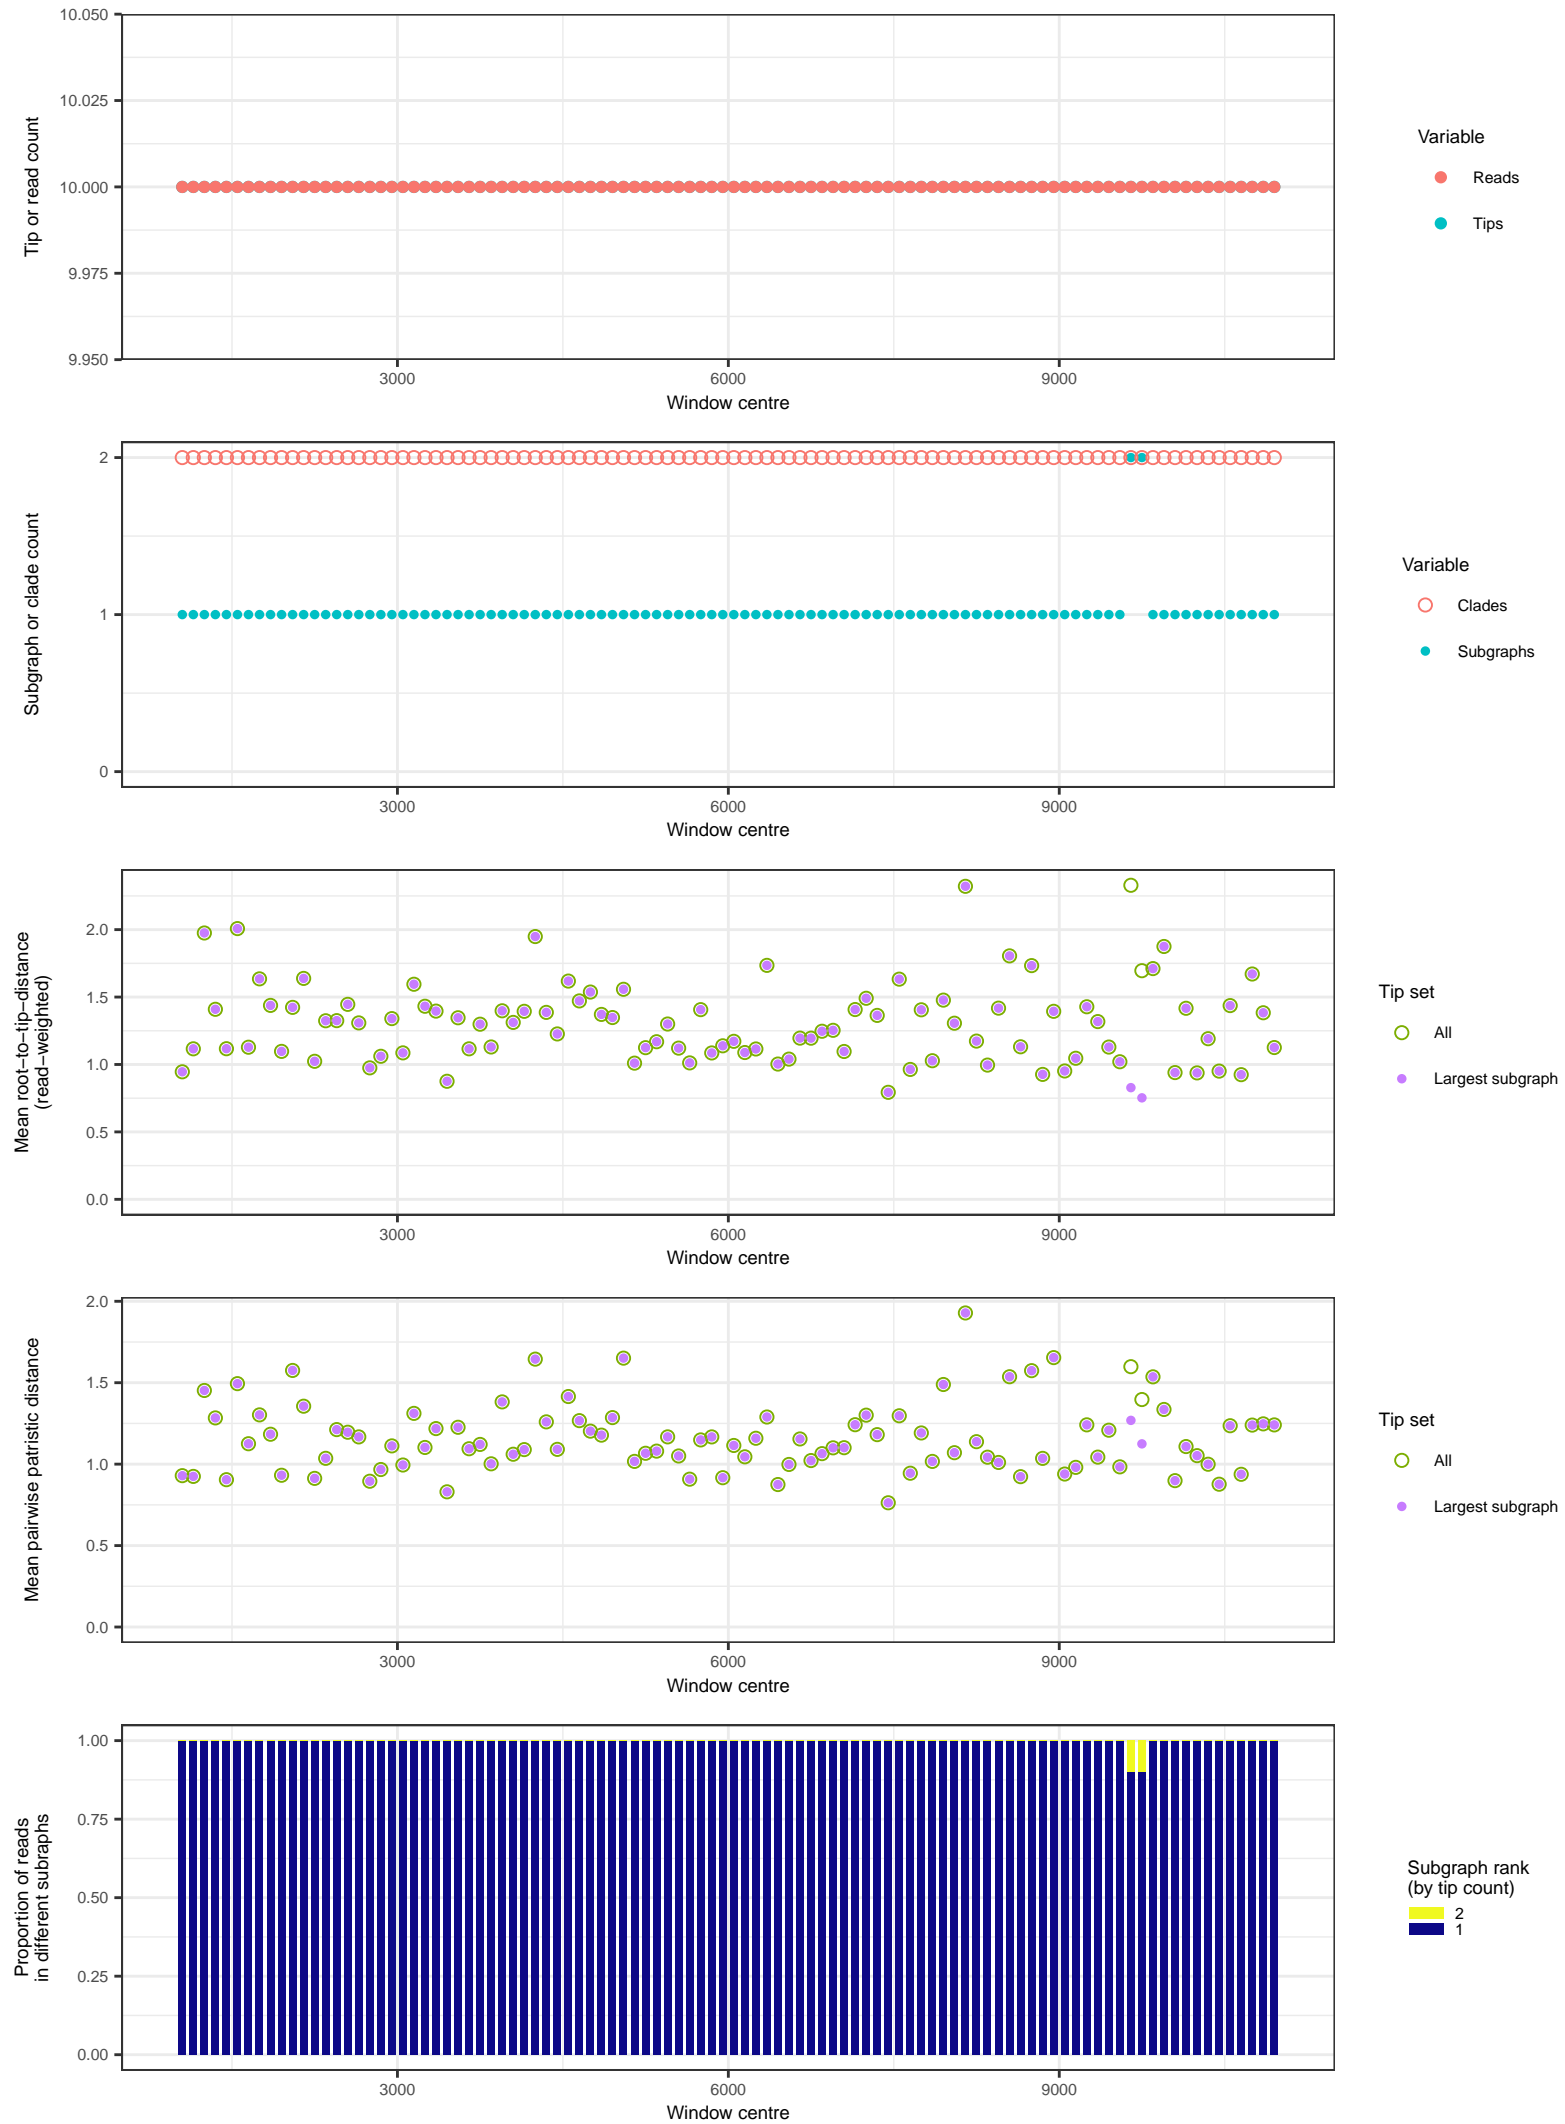 10.050
10.025
10.000
9.975
9.950
Tip or read count
3000
6000
9000
Window centre
Variable
Reads
Tips
2
1
0
Subgraph or clade count
3000
6000
9000
Window centre
Variable
Clades
Subgraphs
2.0
1.5
1.0
0.5
0.0
Mean root−to−tip−distance
(read−weighted)
3000
6000
9000
Window centre
Tip set
All
Largest subgraph
2.0
1.5
1.0
0.5
0.0
Mean pairwise patristic distance
3000
6000
9000
Window centre
Tip set
All
Largest subgraph
1.00
0.75
0.50
0.25
0.00
Proportion of reads
in different subraphs
3000
6000
9000
Window centre
Subgraph rank
(by tip count)
2
1